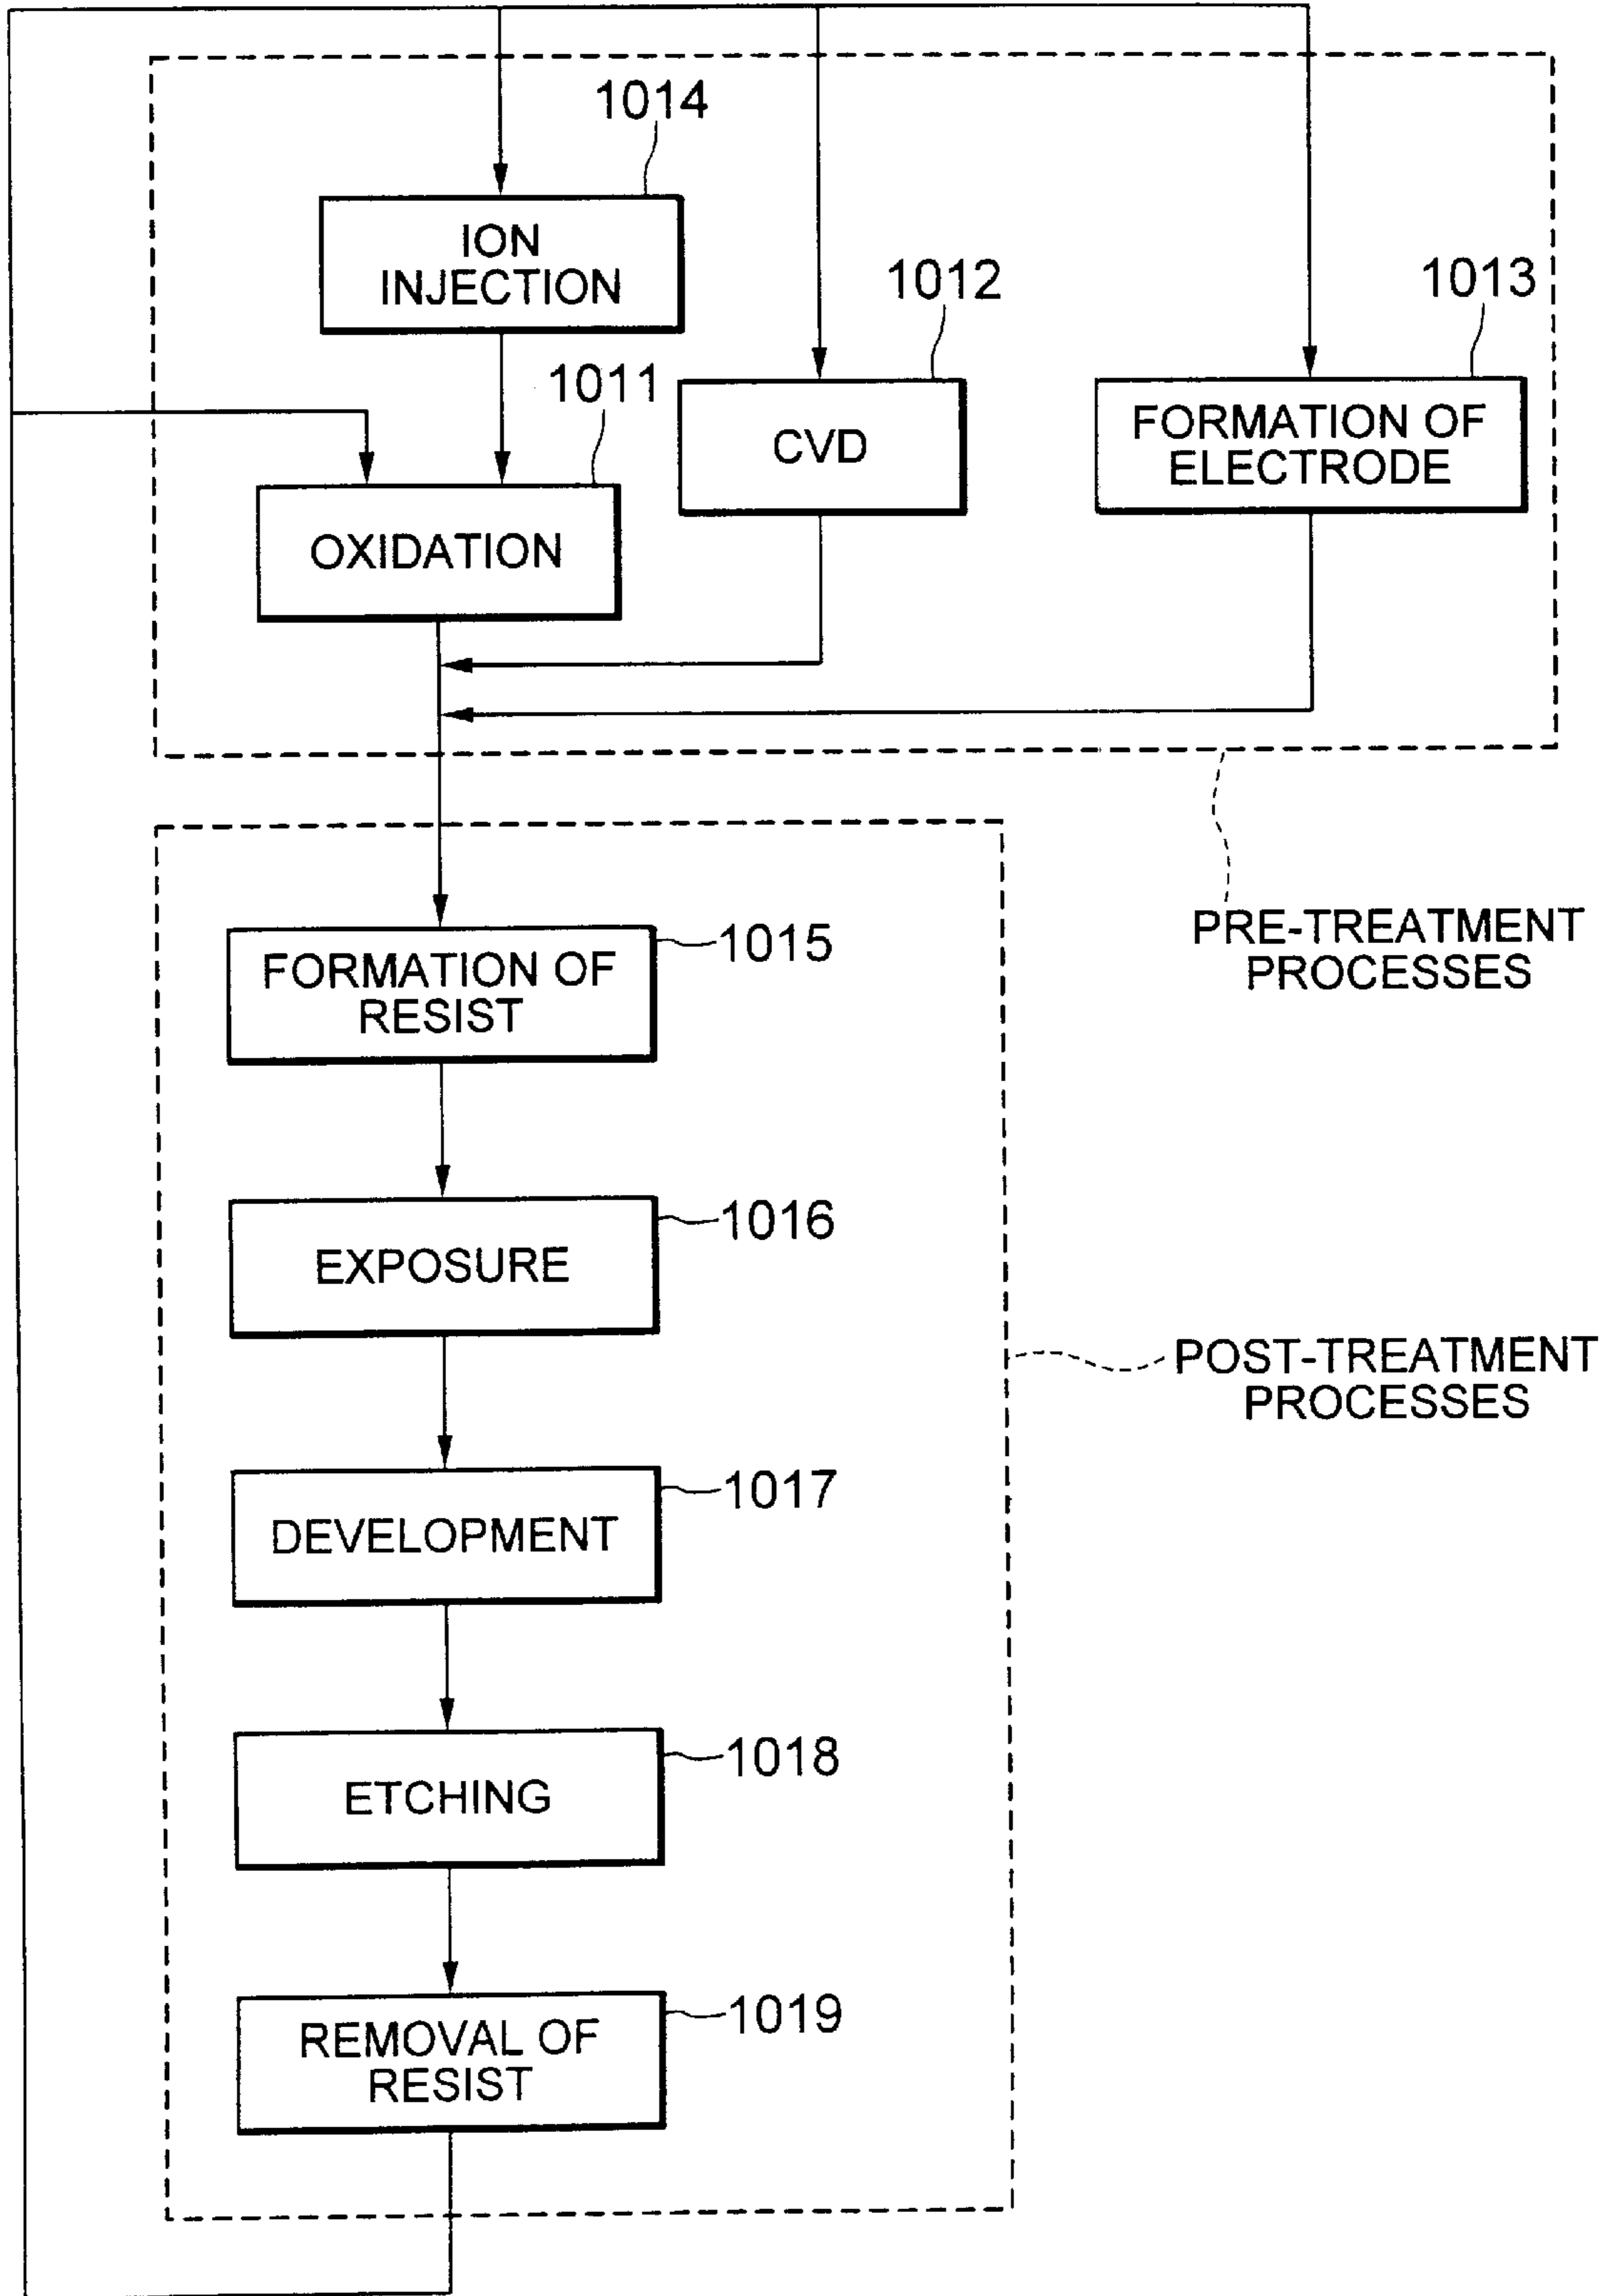 1014
ION
INJECTION
1012
1013
1011
CVD
FORMATION OF
ELECTRODE
OXIDATION
PRE-TREATMENT
PROCESSES
1015
FORMATION OF
RESIST
1016
EXPOSURE
POST-TREATMENT
PROCESSES
1017
DEVELOPMENT
1018
ETCHING
1019
REMOVAL OF
RESIST